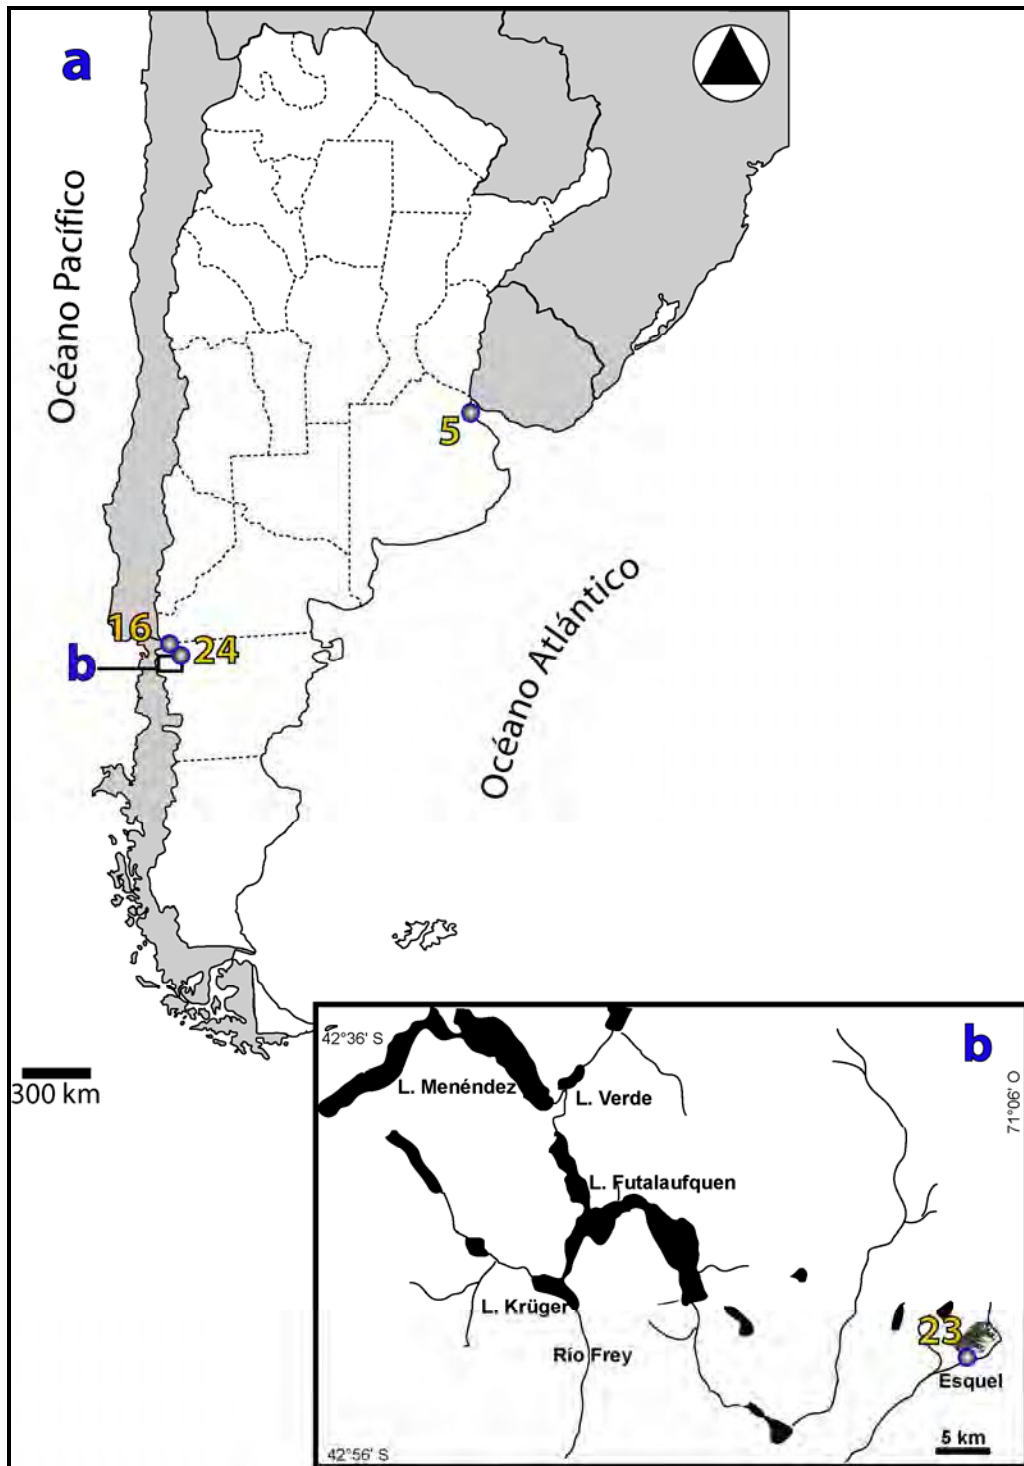 a
Océano Pacífico
5
Océano Atlántico
16
24
b
300 km
42°36' S
b
71°06' O
L. Menéndez
L. Verde
L. Futalaufquen
L. Krüger
Río Frey
23
Esquel
5 km
42°56' S